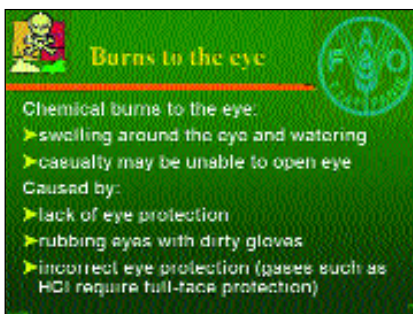 Burns to the eye
F A O
Chemical burns to the eye:
➤swelling around the eye and watering
➤casualty may be unable to open eye
Caused by:
➤lack of eye protection
➤rubbing eyes with dirty gloves
➤incorrect eye protection (gases such as
HCl require full-face protection)